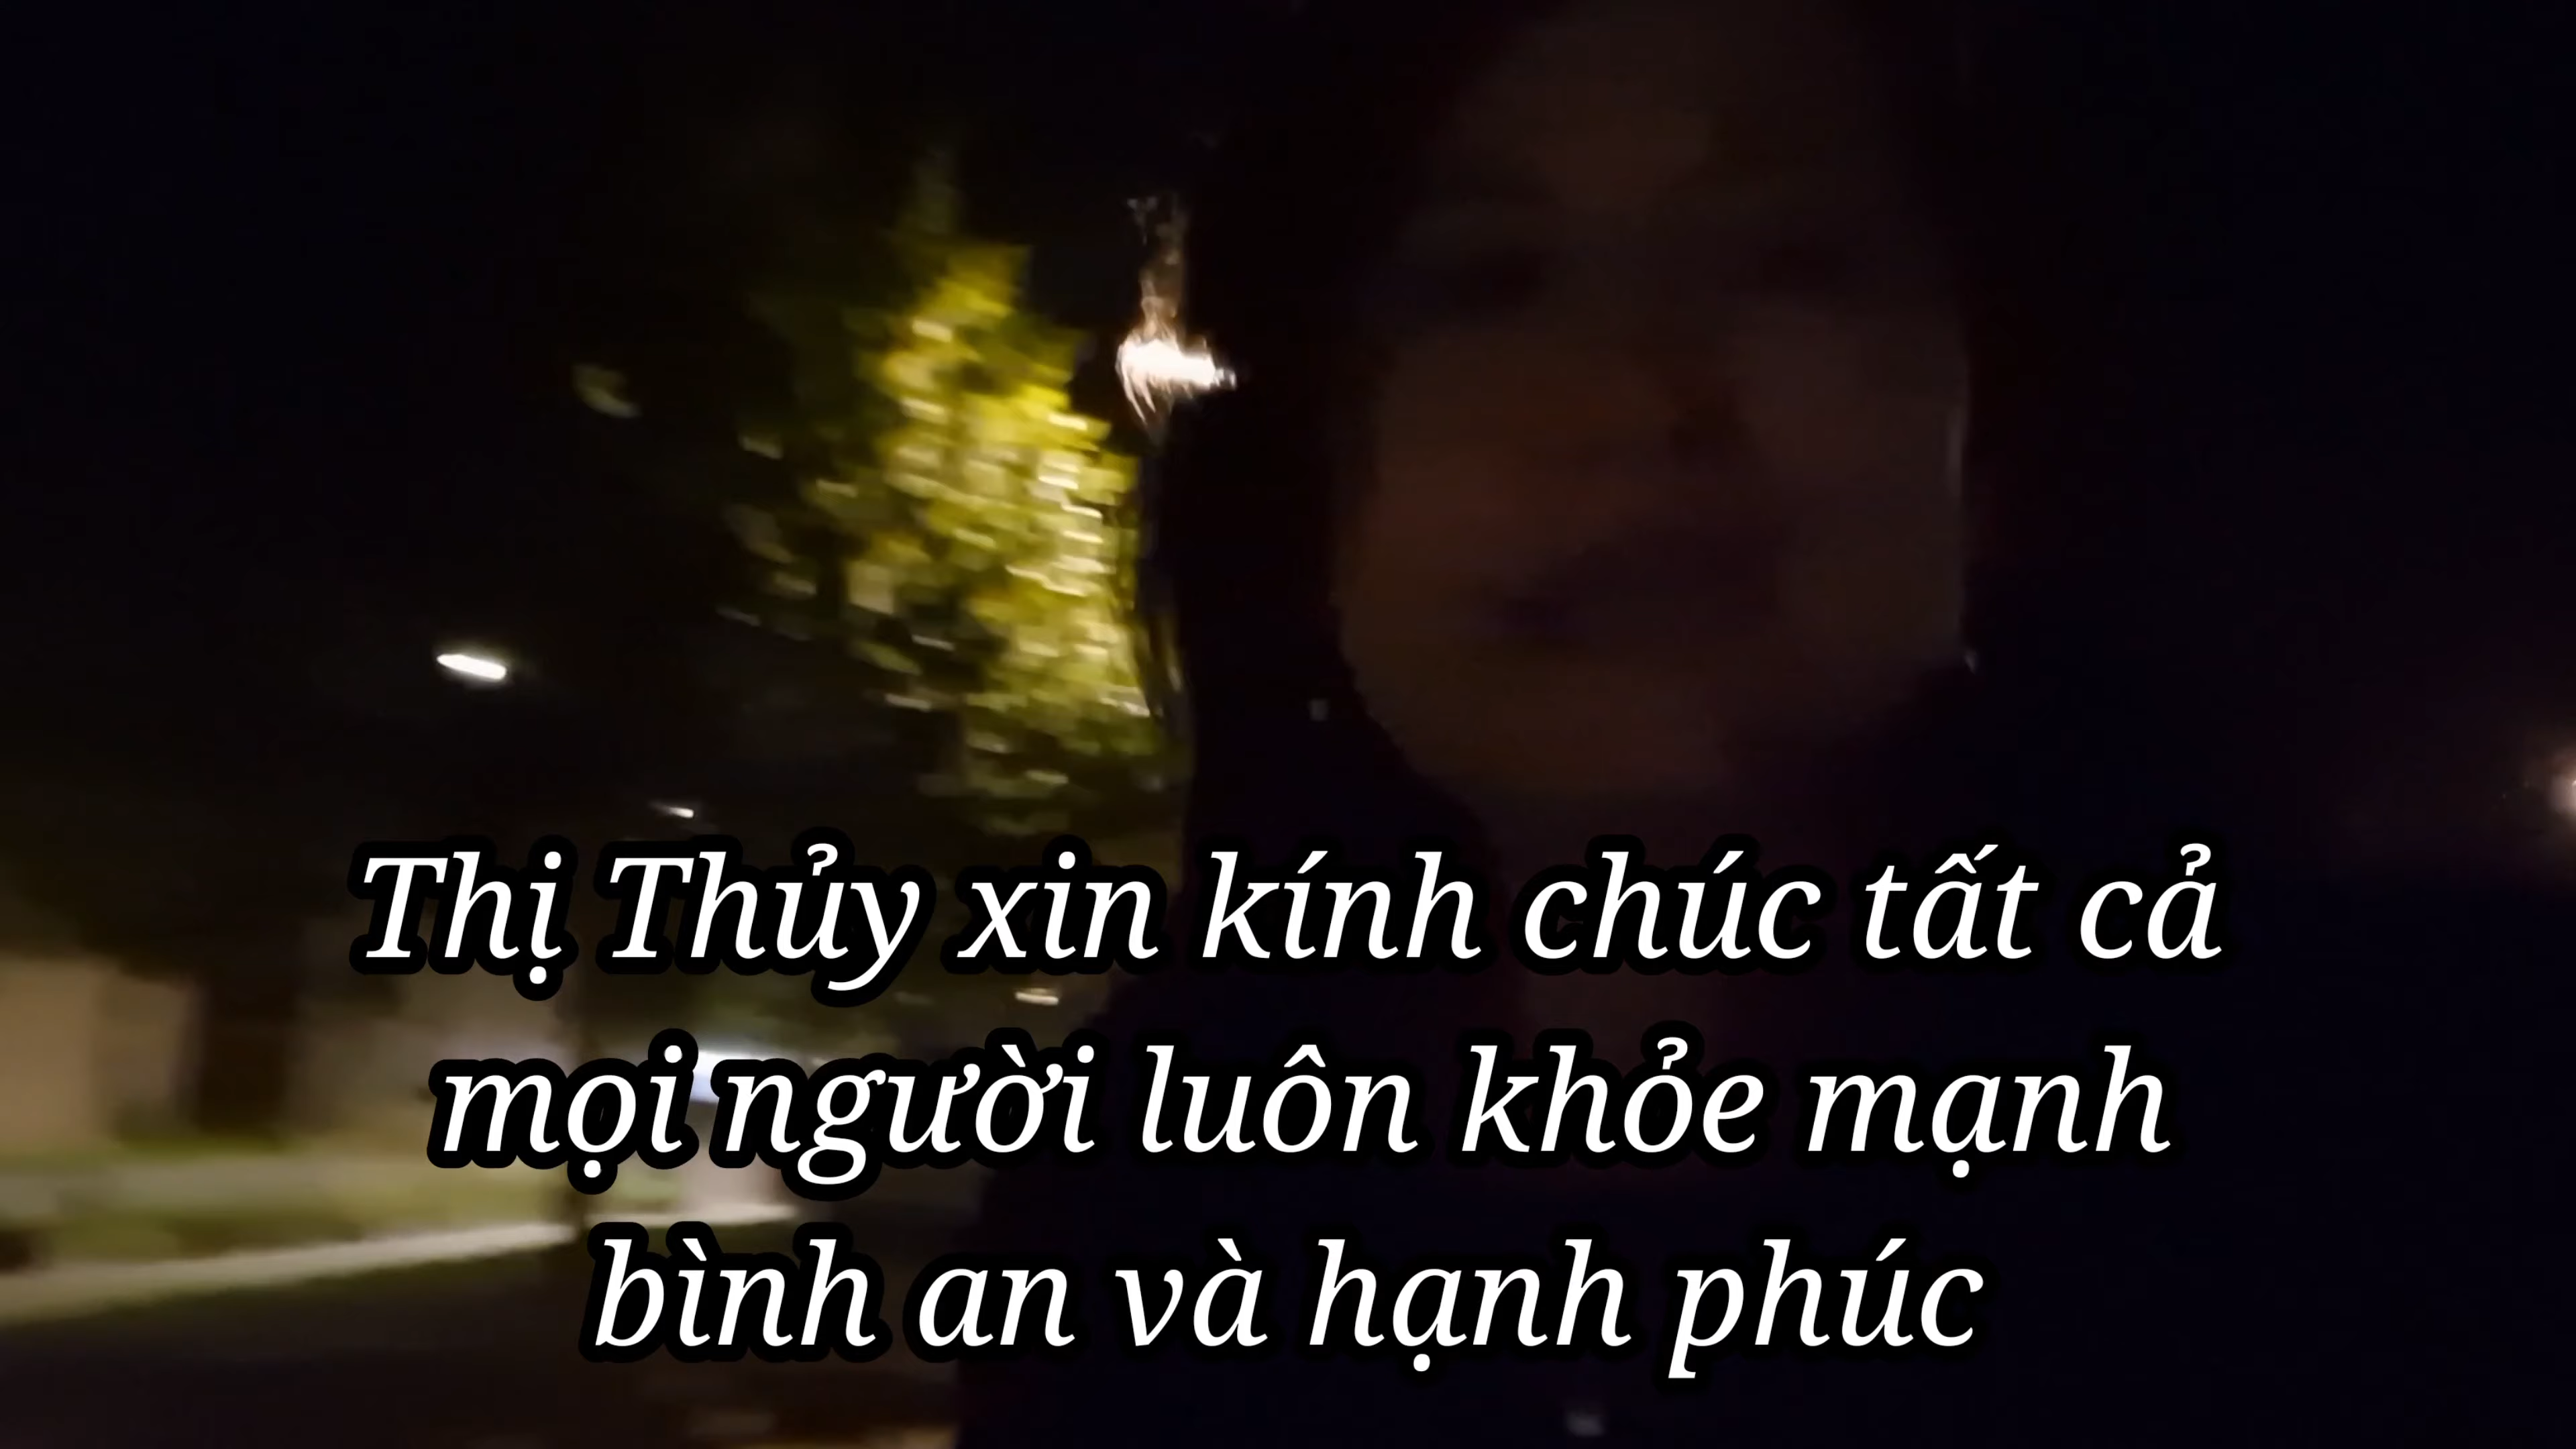 Thị Thủy xin kính chúc tất cả
mọi người luôn khỏe mạnh
bình an và hạnh phúc